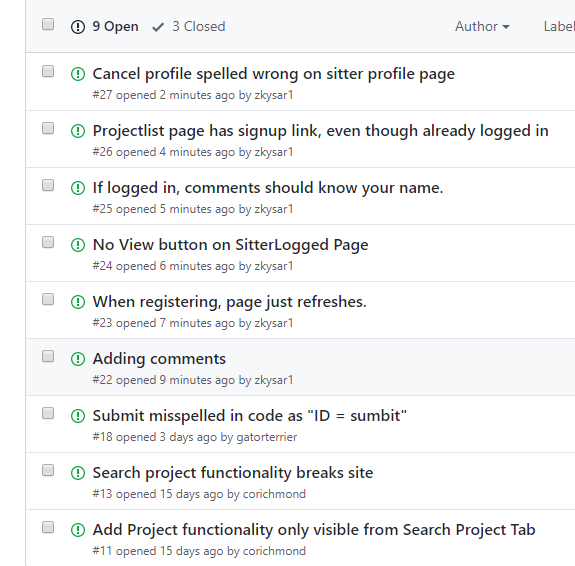 9 Open 3 Closed Author Label
Cancel profile spelled wrong on sitter profile page
#27 opened 2 minutes ago by zkysar1
Projectlist page has signup link, even though already logged in
#26 opened 4 minutes ago by zkysar1
If logged in, comments should know your name.
#25 opened 5 minutes ago by zkysar1
No View button on SitterLogged Page
#24 opened 6 minutes ago by zkysar1
When registering, page just refreshes.
#23 opened 7 minutes ago by zkysar1
Adding comments
#22 opened 9 minutes ago by zkysar1
Submit misspelled in code as "ID = sumbit"
#18 opened 3 days ago by gatorterrier
Search project functionality breaks site
#13 opened 15 days ago by corichmond
Add Project functionality only visible from Search Project Tab
#11 opened 15 days ago by corichmond